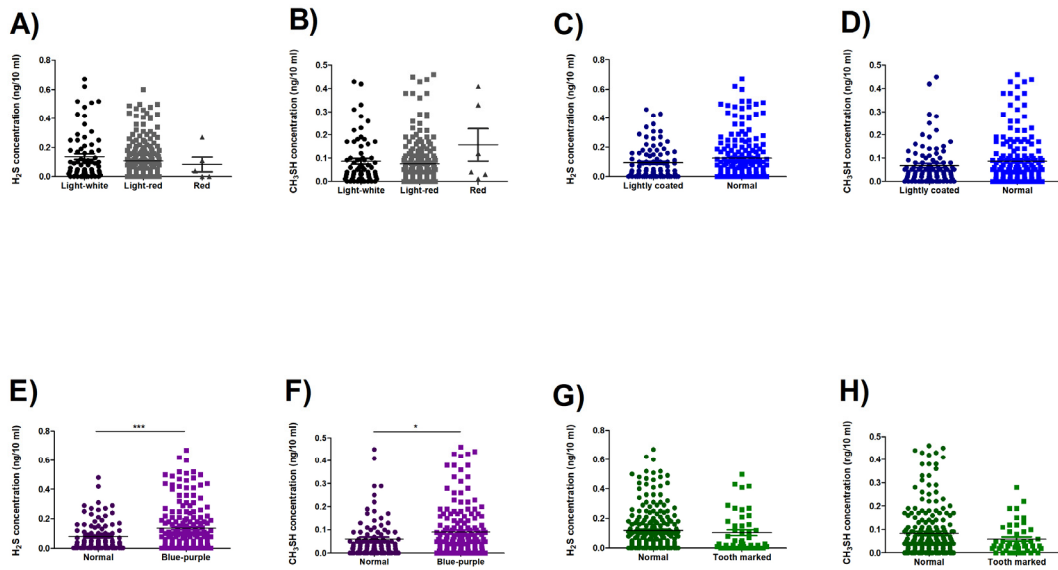 A)
H2S concentration (ng/10 ml)
0.8
0.6
0.4
0.2
0.0
Light-white Light-red Red
B)
CH3SH concentration (ng/10 ml)
0.5
0.4
0.3
0.2
0.1
0.0
Light-white Light-red Red
C)
H2S concentration (ng/10 ml)
0.8
0.6
0.4
0.2
0.0
Lightly coated Normal
D)
CH3SH concentration (ng/10 ml)
0.5
0.4
0.3
0.2
0.1
0.0
Lightly coated Normal
E)
H2S concentration (ng/10 ml)
0.8
0.6
0.4
0.2
0.0
***
Normal Blue-purple
F)
CH3SH concentration (ng/10 ml)
0.5
0.4
0.3
0.2
0.1
0.0
*
Normal Blue-purple
G)
H2S concentration (ng/10 ml)
0.8
0.6
0.4
0.2
0.0
Normal Tooth marked
H)
CH3SH concentration (ng/10 ml)
0.5
0.4
0.3
0.2
0.1
0.0
Normal Tooth marked